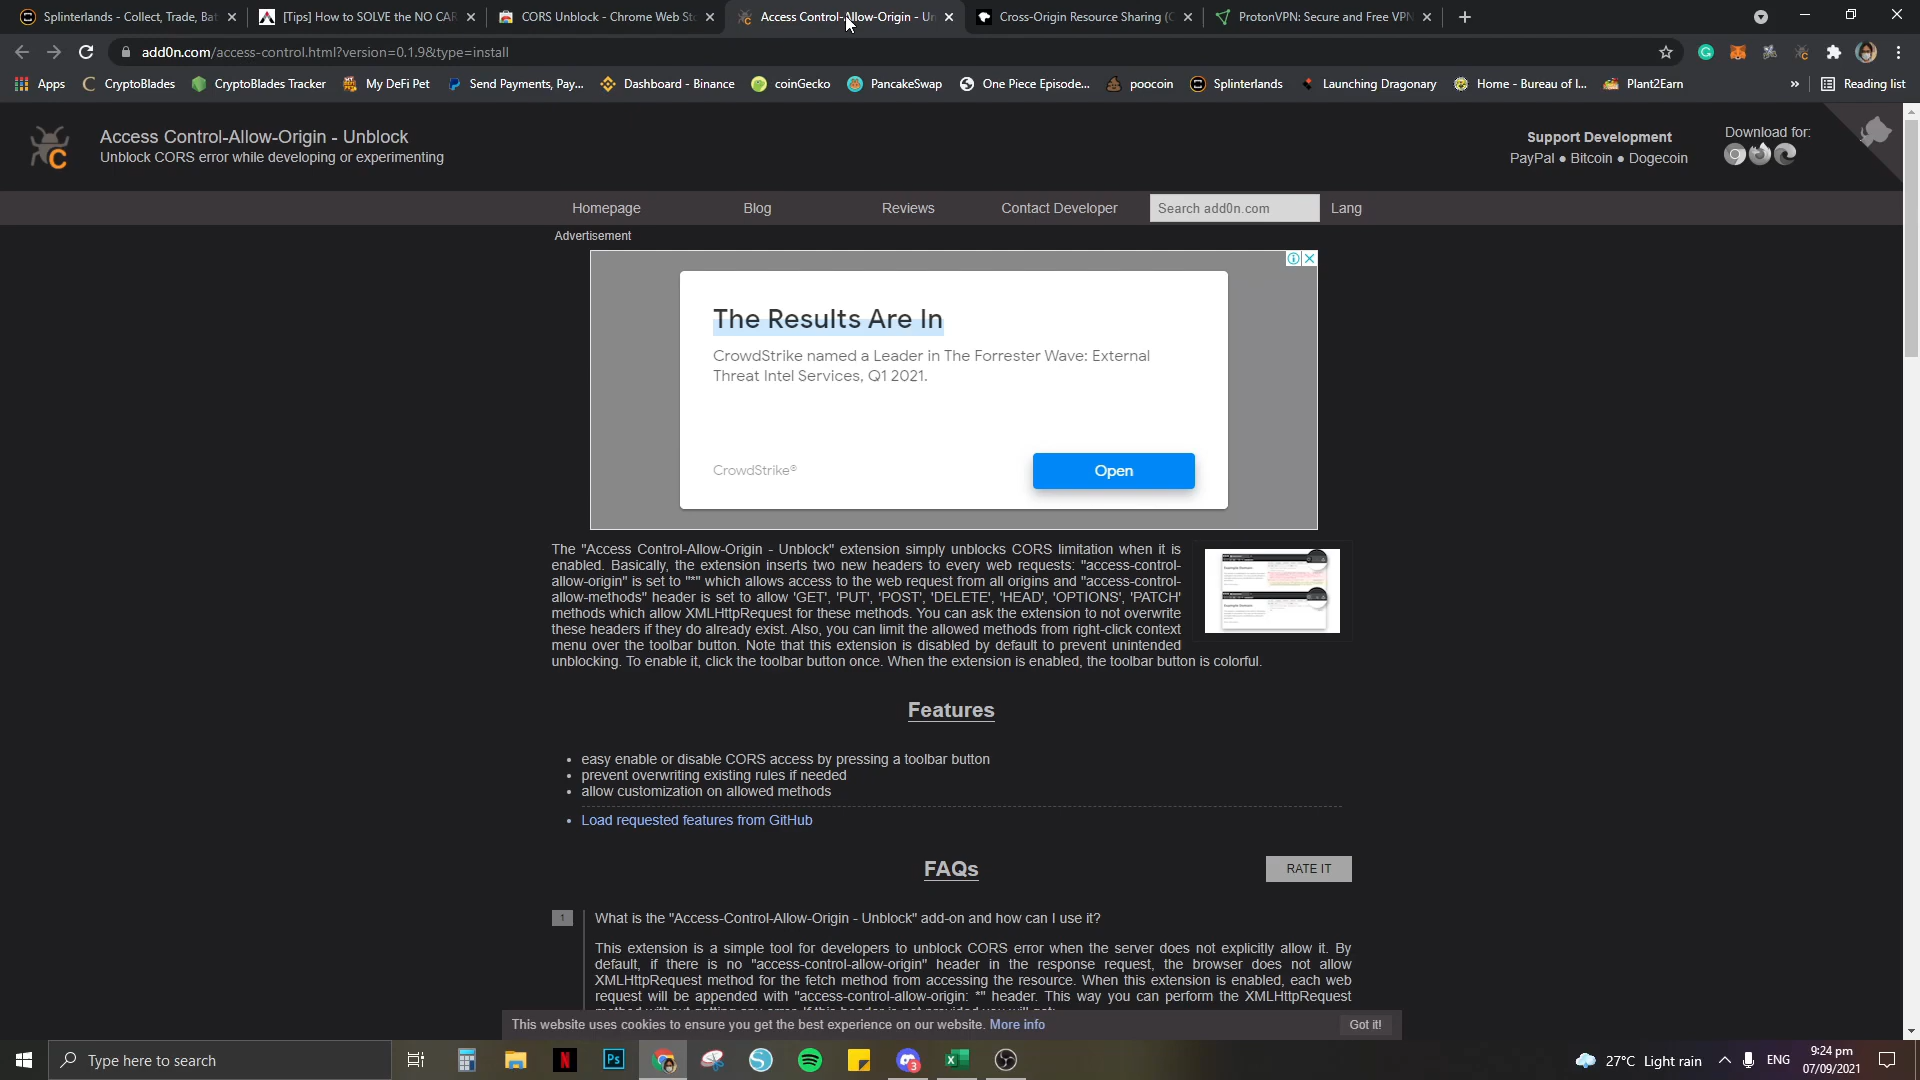 Splinterlands - Collect, Trade, Bat
[Tips] How to SOLVE the NO CAR
CORS Unblock - Chrome Web St
Access Control-Allow-Origin - Un
Cross-Origin Resource Sharing (C
ProtonVPN: Secure and Free VPN
add0n.com/access-control.html?version=0.1.9&type=install
Apps
CryptoBlades
CryptoBlades Tracker
My DeFi Pet
Send Payments, Pay...
Dashboard - Binance
coinGecko
PancakeSwap
One Piece Episode...
poocoin
Splinterlands
Launching Dragonary
Home - Bureau of I...
Plant2Earn
»
Reading list
Access Control-Allow-Origin - Unblock
Unblock CORS error while developing or experimenting
Support Development
PayPal ● Bitcoin ● Dogecoin
Download for:
Homepage
Blog
Reviews
Contact Developer
Search add0n.com
Lang
Advertisement
The Results Are In
CrowdStrike named a Leader in The Forrester Wave: External
Threat Intel Services, Q1 2021.
CrowdStrike®
Open
The "Access Control-Allow-Origin - Unblock" extension simply unblocks CORS limitation when it is
enabled. Basically, the extension inserts two new headers to every web requests: "access-control-
allow-origin" is set to "*" which allows access to the web request from all origins and "access-control-
allow-methods" header is set to allow 'GET', 'PUT', 'POST', 'DELETE', 'HEAD', 'OPTIONS', 'PATCH'
methods which allow XMLHttpRequest for these methods. You can ask the extension to not overwrite
these headers if they do already exist. Also, you can limit the allowed methods from right-click context
menu over the toolbar button. Note that this extension is disabled by default to prevent unintended
unblocking. To enable it, click the toolbar button once. When the extension is enabled, the toolbar button is colorful.
Features
• easy enable or disable CORS access by pressing a toolbar button
• prevent overwriting existing rules if needed
• allow customization on allowed methods
• Load requested features from GitHub
FAQs
RATE IT
1
What is the "Access-Control-Allow-Origin - Unblock" add-on and how can I use it?
This extension is a simple tool for developers to unblock CORS error when the server does not explicitly allow it. By
default, if there is no "access-control-allow-origin" header in the response request, the browser does not allow
XMLHttpRequest method for the fetch method from accessing the resource. When this extension is enabled, each web
request will be appended with "access-control-allow-origin: *" header. This way you can perform the XMLHttpRequest
This website uses cookies to ensure you get the best experience on our website. More info
Got it!
Type here to search
Ps
3
27°C Light rain
ENG
9:24 pm
07/09/2021